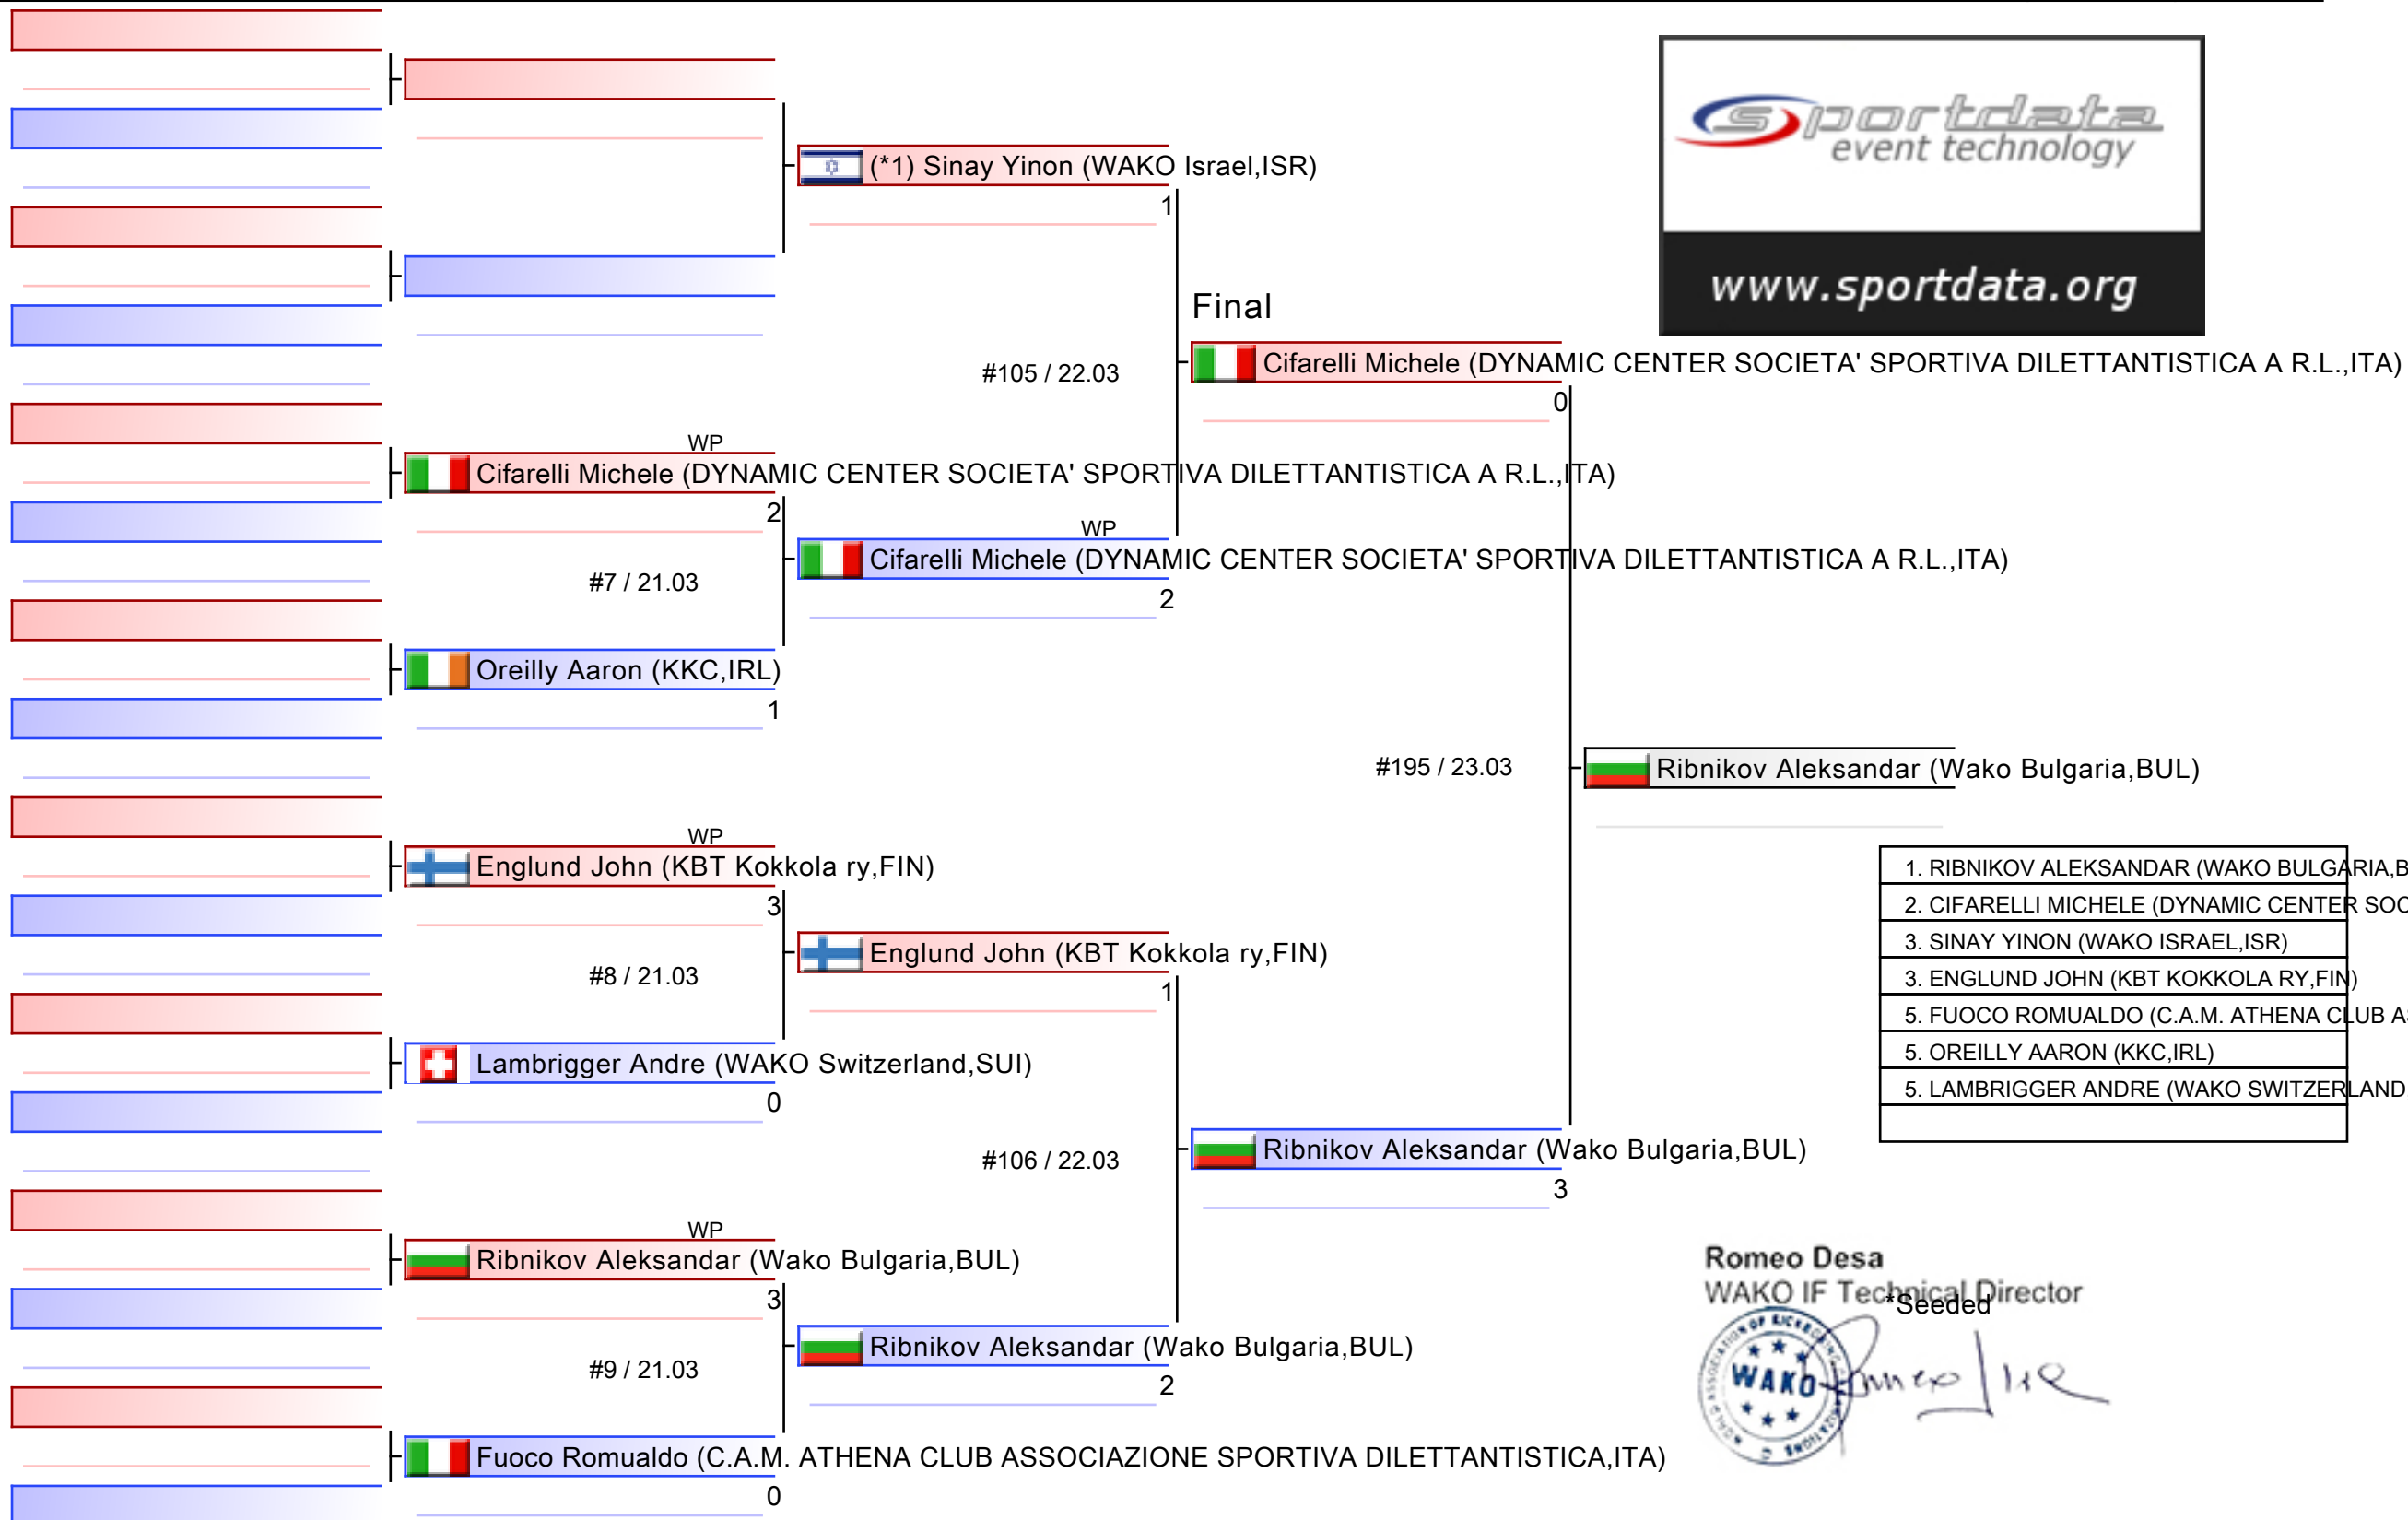 sportdata
event technology
www.sportdata.org
(*1) Sinay Yinon (WAKO Israel,ISR)
1
Final
#105 / 22.03
Cifarelli Michele (DYNAMIC CENTER SOCIETA' SPORTIVA DILETTANTISTICA A R.L.,ITA)
0
WP
Cifarelli Michele (DYNAMIC CENTER SOCIETA' SPORTIVA DILETTANTISTICA A R.L.,ITA)
2
WP
Cifarelli Michele (DYNAMIC CENTER SOCIETA' SPORTIVA DILETTANTISTICA A R.L.,ITA)
#7 / 21.03
2
Oreilly Aaron (KKC,IRL)
1
#195 / 23.03
Ribnikov Aleksandar (Wako Bulgaria,BUL)
WP
Englund John (KBT Kokkola ry,FIN)
3
Englund John (KBT Kokkola ry,FIN)
#8 / 21.03
1
Lambrigger Andre (WAKO Switzerland,SUI)
0
1. RIBNIKOV ALEKSANDAR (WAKO BULGARIA,B
2. CIFARELLI MICHELE (DYNAMIC CENTER SOC
3. SINAY YINON (WAKO ISRAEL,ISR)
3. ENGLUND JOHN (KBT KOKKOLA RY,FIN)
5. FUOCO ROMUALDO (C.A.M. ATHENA CLUB A
5. OREILLY AARON (KKC,IRL)
5. LAMBRIGGER ANDRE (WAKO SWITZERLAND
#106 / 22.03
Ribnikov Aleksandar (Wako Bulgaria,BUL)
3
WP
Ribnikov Aleksandar (Wako Bulgaria,BUL)
3
Ribnikov Aleksandar (Wako Bulgaria,BUL)
#9 / 21.03
2
Fuoco Romualdo (C.A.M. ATHENA CLUB ASSOCIAZIONE SPORTIVA DILETTANTISTICA,ITA)
0
Romeo Desa
WAKO IF Technical Director
*Seeded
WAKO